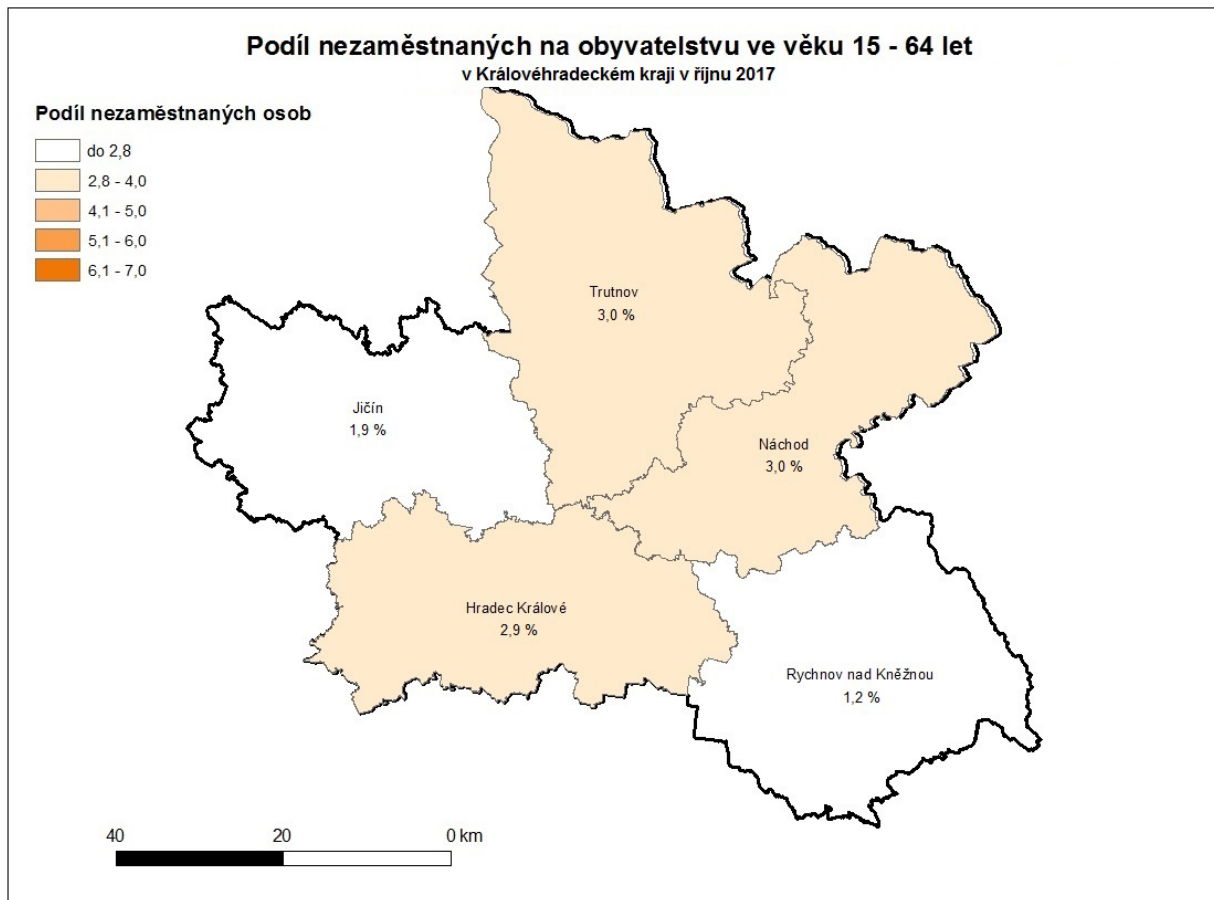 Podíl nezaměstnaných na obyvatelstvu ve věku 15 - 64 let
v Královéhradeckém kraji v říjnu 2017
Podíl nezaměstnaných osob
do 2,8
2,8 - 4,0
4,1 - 5,0
5,1 - 6,0
6,1 - 7,0
Trutnov
3,0 %
Jičín
1,9 %
Náchod
3,0 %
Hradec Králové
2,9 %
Rychnov nad Kněžnou
1,2 %
40 20 0 km